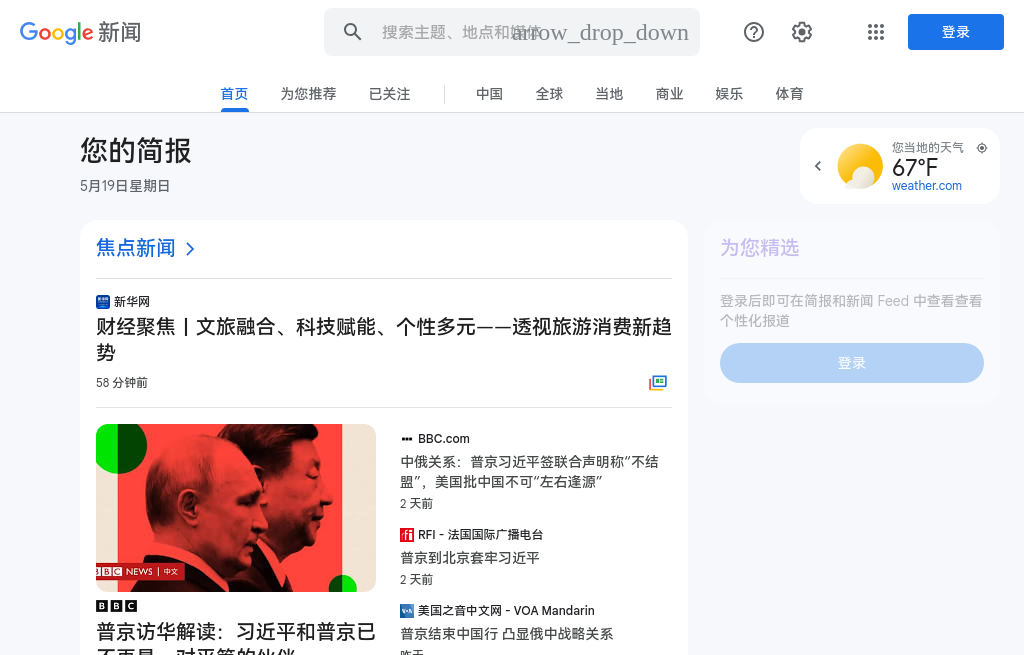 Google 新闻
搜索主题、地点和媒体
arrow_drop_down
登录
首页 为您推荐 已关注 中国 全球 当地 商业 娱乐 体育
您的简报
5月19日星期日
您当地的天气
67°F
weather.com
焦点新闻
新华网
财经聚焦丨文旅融合、科技赋能、个性多元——透视旅游消费新趋
势
58 分钟前
为您精选
登录后即可在简报和新闻 Feed 中查看查看
个性化报道
登录
BBC NEWS | 中文
BBC
普京访华解读：习近平和普京已
不再是一对平等的伙伴
BBC.com
中俄关系：普京习近平签联合声明称“不结
盟”，美国批中国不可“左右逢源”
2 天前
RFI - 法国国际广播电台
普京到北京套牢习近平
2 天前
VOA
美国之音中文网 - VOA Mandarin
普京结束中国行 凸显俄中战略关系
昨天